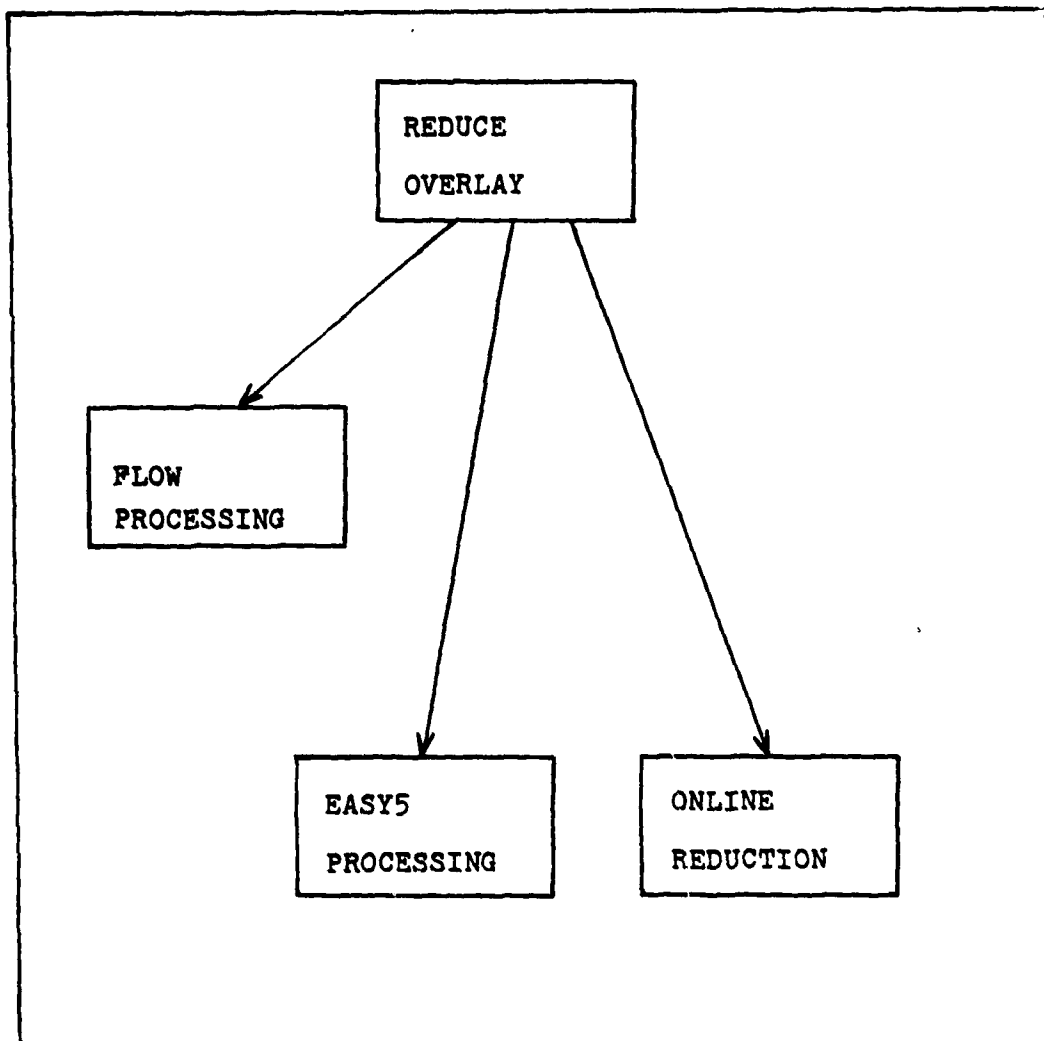 REDUCE
OVERLAY
FLOW
PROCESSING
EASY5
PROCESSING
ONLINE
REDUCTION